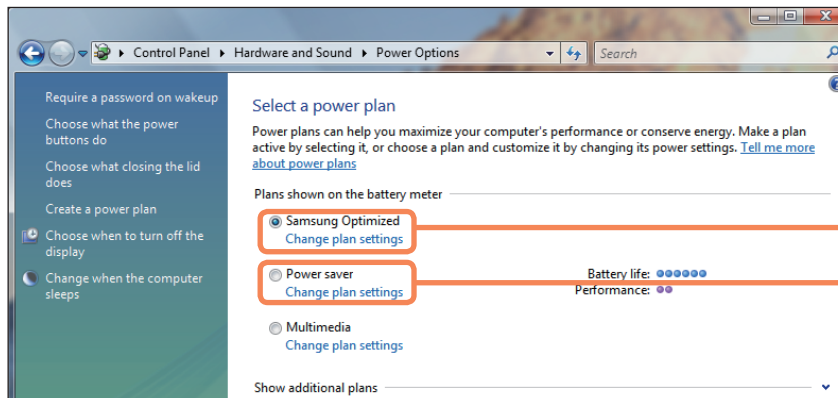 Control Panel Hardware and Sound Power Options Search
Require a password on wakeup
Choose what the power
buttons do
Choose what closing the lid
does
Create a power plan
Choose when to turn off the
display
Change when the computer
sleeps
Select a power plan
Power plans can help you maximize your computer's performance or conserve energy. Make a plan
active by selecting it, or choose a plan and customize it by changing its power settings. Tell me more
about power plans
Plans shown on the battery meter
Samsung Optimized
Change plan settings
Power saver Battery life:
Change plan settings Performance:
Multimedia
Change plan settings
Show additional plans